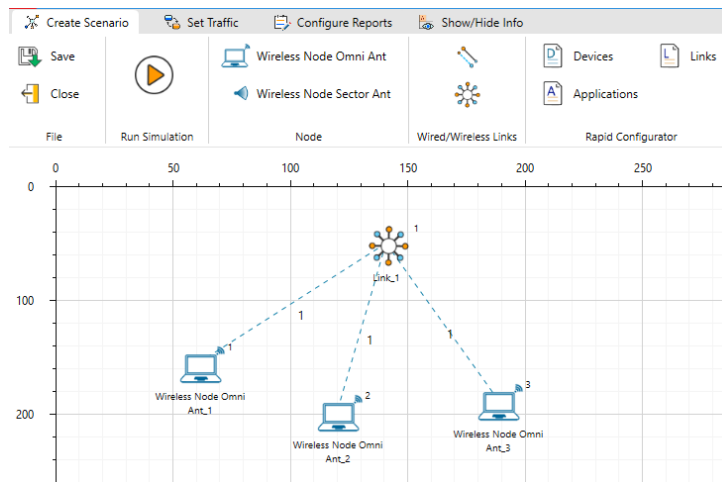 Create Scenario Set Traffic Configure Reports Show/Hide Info
Save Wireless Node Omni Ant Devices Links
Close Wireless Node Sector Ant Applications
File Run Simulation Node Wired/Wireless Links Rapid Configurator
0 50 100 150 200 250
0
1
Link_1
100
1
1
1
1
Wireless Node Omni
Ant_1
2
3
200
Wireless Node Omni
Ant_2
Wireless Node Omni
Ant_3